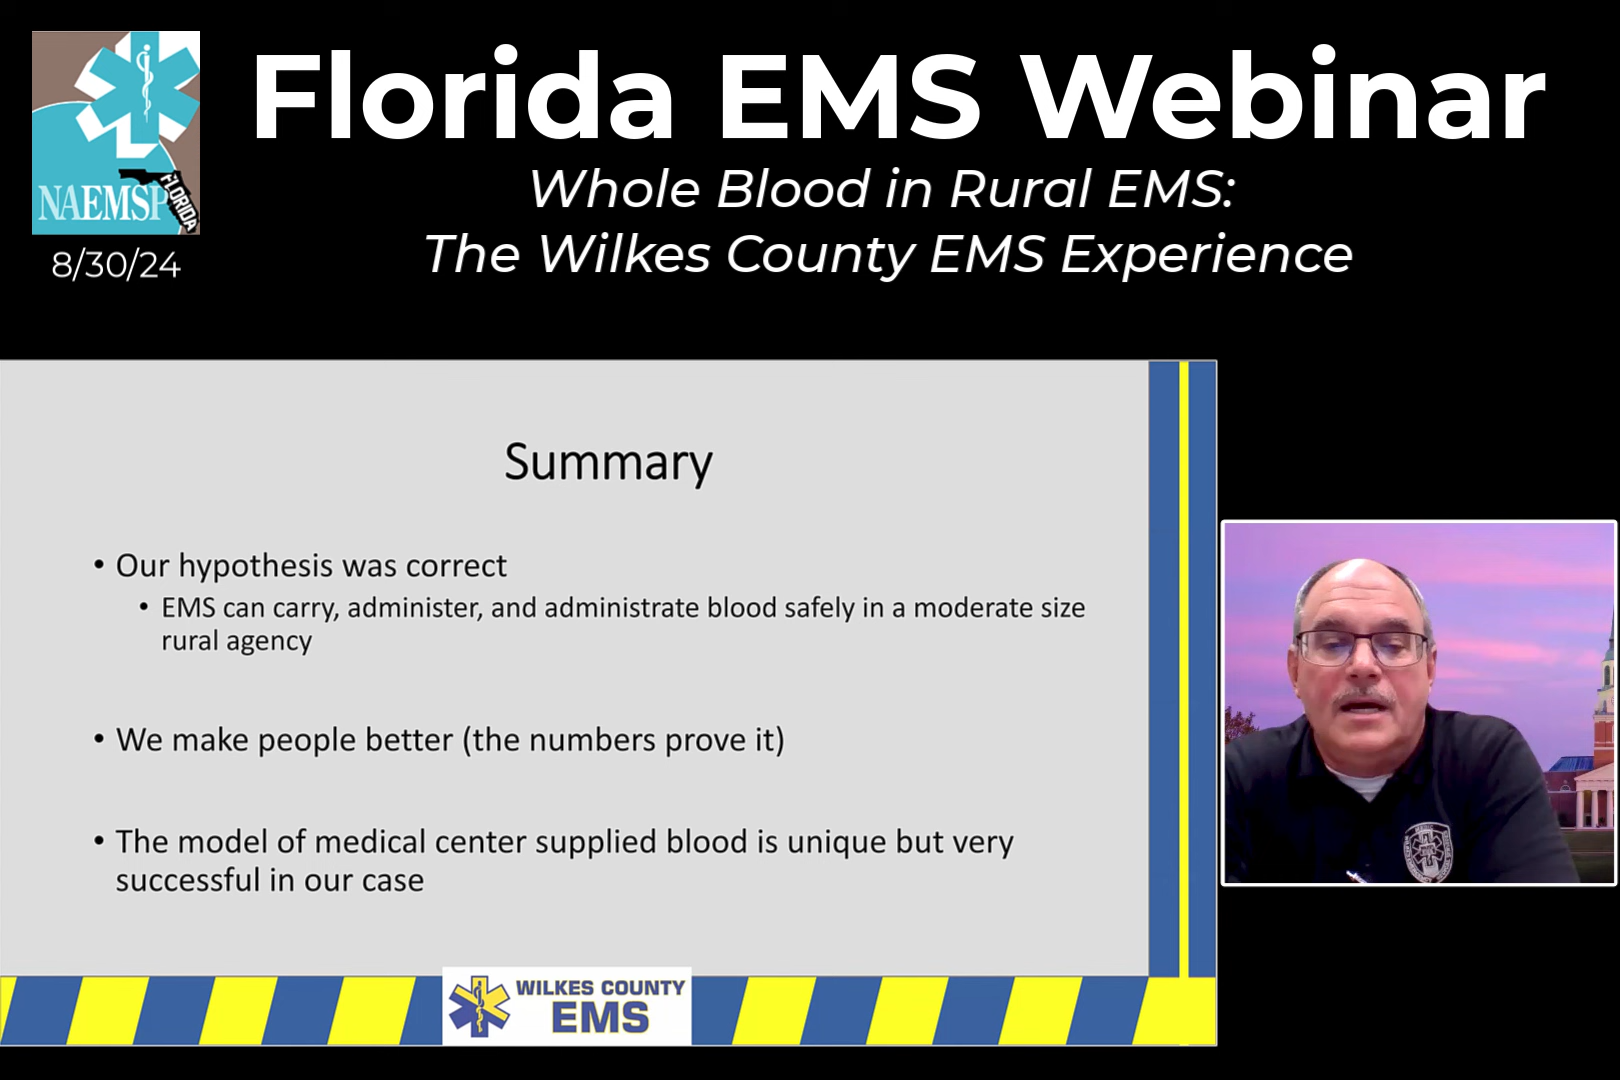 Florida EMS Webinar
Whole Blood in Rural EMS:
The Wilkes County EMS Experience
NAEMSP
FLORIDA
8/30/24
Summary
• Our hypothesis was correct
• EMS can carry, administer, and administrate blood safely in a moderate size
rural agency
• We make people better (the numbers prove it)
• The model of medical center supplied blood is unique but very
successful in our case
WILKES COUNTY
EMS